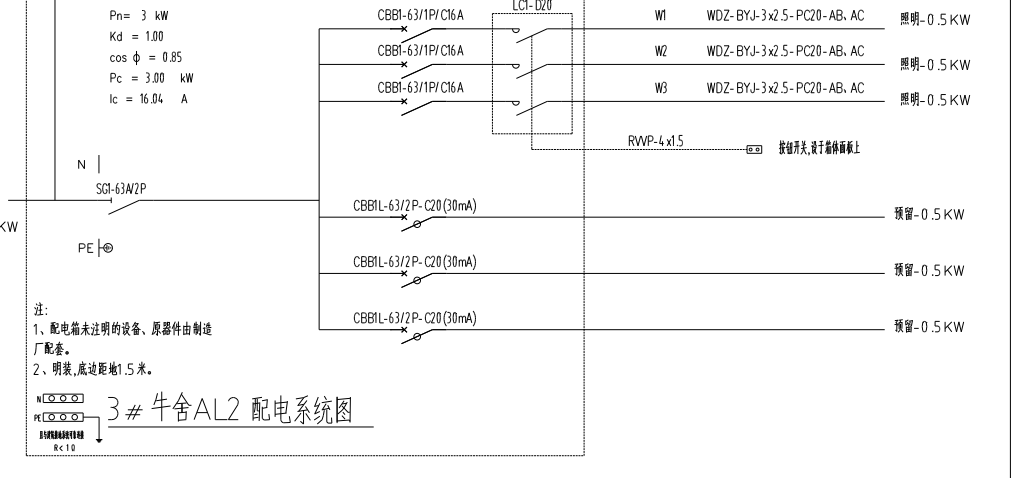 Pn= 3 kW
Kd = 1.00
cos ϕ = 0.85
Pc = 3.00 kW
Ic = 16.04 A
LC1-D20
CBB1-63/1P/C16A
W1 WDZ-BYJ-3x2.5-PC20-AB、AC 照明-0.5KW
CBB1-63/1P/C16A
W2 WDZ-BYJ-3x2.5-PC20-AB、AC 照明-0.5KW
CBB1-63/1P/C16A
W3 WDZ-BYJ-3x2.5-PC20-AB、AC 照明-0.5KW
RVVP-4x1.5 按钮开关,设于箱体面板上
N
SG1-63A/2P
KW
PE
CBB1L-63/2P-C20(30mA) 预留-0.5KW
CBB1L-63/2P-C20(30mA) 预留-0.5KW
CBB1L-63/2P-C20(30mA) 预留-0.5KW
注:
1、配电箱未注明的设备、原器件由制造
厂配套。
2、明装,底边距地1.5米。
N
PE
R<1Ω
3# 牛舍AL2 配电系统图